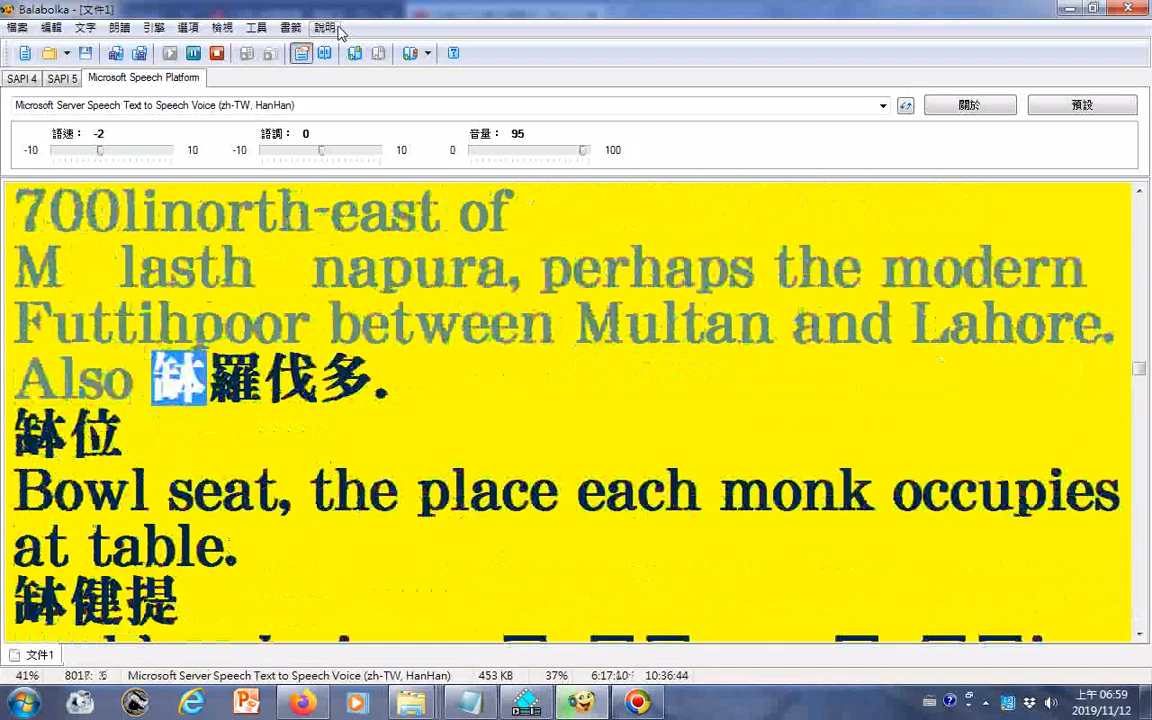 Balabolka - [文件1]
檔案 編輯 文字 朗讀 引擎 選項 檢視 工具 書籤 說明
SAPI 4 SAPI 5 Microsoft Speech Platform
Microsoft Server Speech Text to Speech Voice (zh-TW, HanHan) 關於 預設
語速： -2 語調： 0 音量： 95
-10 10 -10 10 0 100
700linorth-east of
M lasth napura, perhaps the modern
Futtihpoor between Multan and Lahore.
Also 缽羅伐多.
缽位
Bowl seat, the place each monk occupies
at table.
缽健提
文件1
41% Microsoft Server Speech Text to Speech Voice (zh-TW, HanHan) 453 KB 37% 6:17:10 10:36:44
上午 06:59
2019/11/12